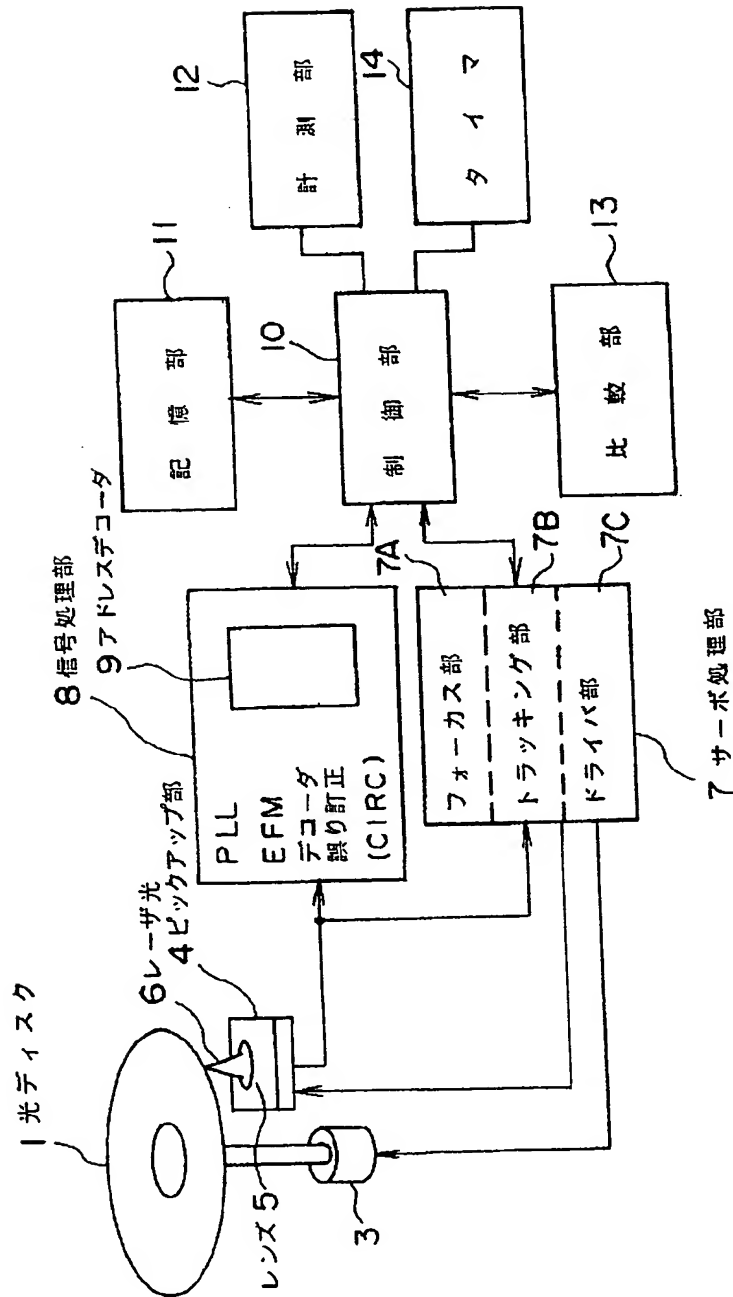 1 光ディスク
6 レーザ光
4 ピックアップ部
レンズ 5
3
8 信号処理部
9 アドレスデコーダ
PLL
EFM
デコーダ
誤り訂正
(CIRC)
7A
フォーカス部
7B
トラッキング部
7C
ドライバ部
7 サーボ処理部
10
制御部
11
記憶部
12
計測部
14
タイマ
13
比較部